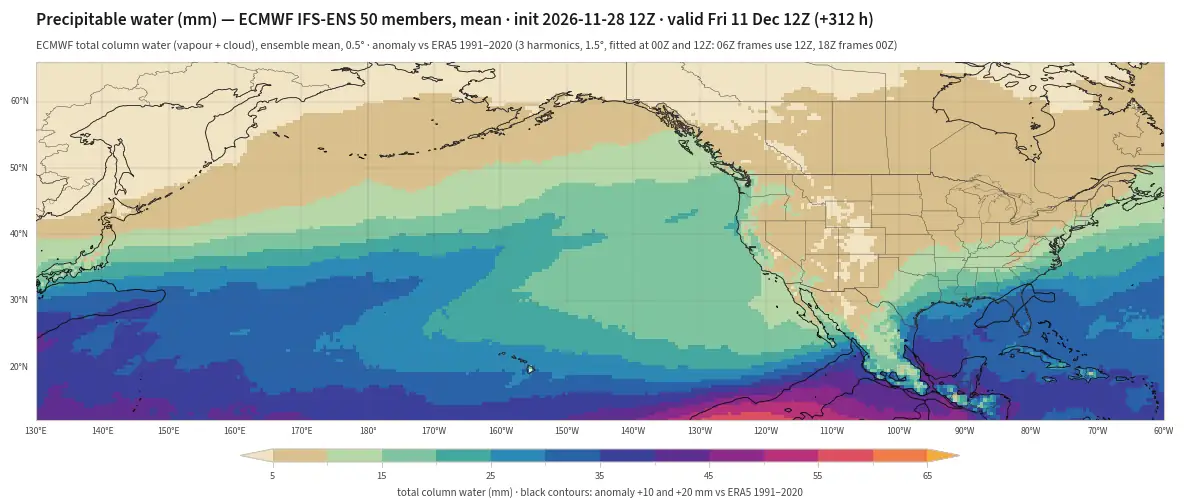 Precipitable water (mm) — ECMWF IFS-ENS 50 members, mean · init 2026-11-28 12Z · valid Fri 11 Dec 12Z (+312 h)
ECMWF total column water (vapour + cloud), ensemble mean, 0.5° · anomaly vs ERA5 1991–2020 (3 harmonics, 1.5°, fitted at 00Z and 12Z: 06Z frames use 12Z, 18Z frames 00Z)
60°N
50°N
40°N
30°N
20°N
130°E 140°E 150°E 160°E 170°E 180° 170°W 160°W 150°W 140°W 130°W 120°W 110°W 100°W 90°W 80°W 70°W 60°W
5 15 25 35 45 55 65
total column water (mm) · black contours: anomaly +10 and +20 mm vs ERA5 1991–2020